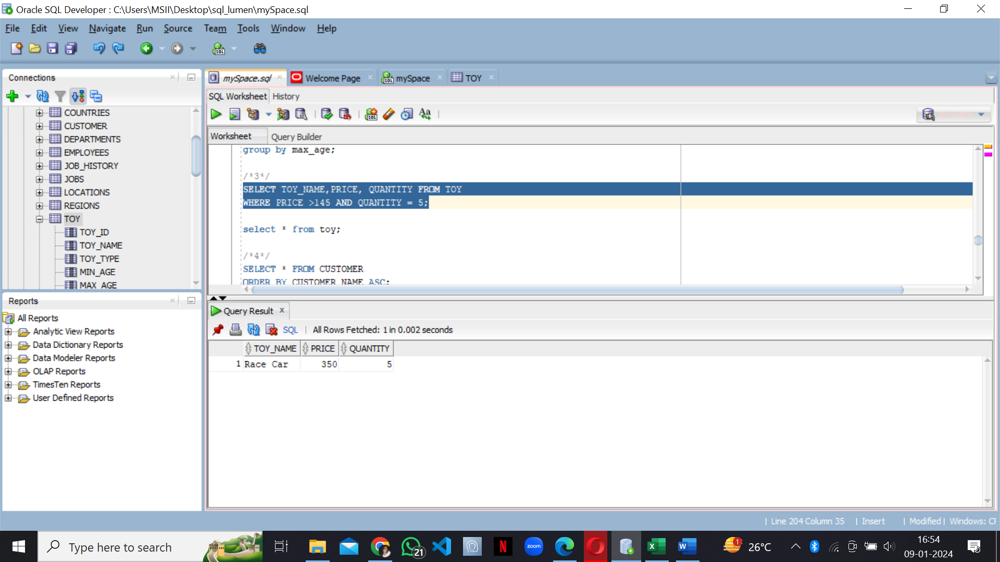 Oracle SQL Developer : C:\Users\MSII\Desktop\sql_lumen\mySpace.sql
File Edit View Navigate Run Source Team Tools Window Help
Connections
COUNTRIES
CUSTOMER
DEPARTMENTS
EMPLOYEES
JOB_HISTORY
JOBS
LOCATIONS
REGIONS
TOY
TOY_ID
TOY_NAME
TOY_TYPE
MIN_AGE
MAX_AGE
Reports
All Reports
Analytic View Reports
Data Dictionary Reports
Data Modeler Reports
OLAP Reports
TimesTen Reports
User Defined Reports
mySpace.sql Welcome Page mySpace TOY
SQL Worksheet History
Worksheet Query Builder
group by max_age;
/*3*/
SELECT TOY_NAME,PRICE, QUANTITY FROM TOY
WHERE PRICE >145 AND QUANTITY = 5;
select * from toy;
/*4*/
SELECT * FROM CUSTOMER
ORDER BY CUSTOMER_NAME ASC;
Query Result
SQL | All Rows Fetched: 1 in 0.002 seconds
TOY_NAME PRICE QUANTITY
1 Race Car 350 5
| Line 204 Column 35 | Insert | Modified | Windows: CF
Type here to search
21
zoom
1
26°C
16:54
09-01-2024